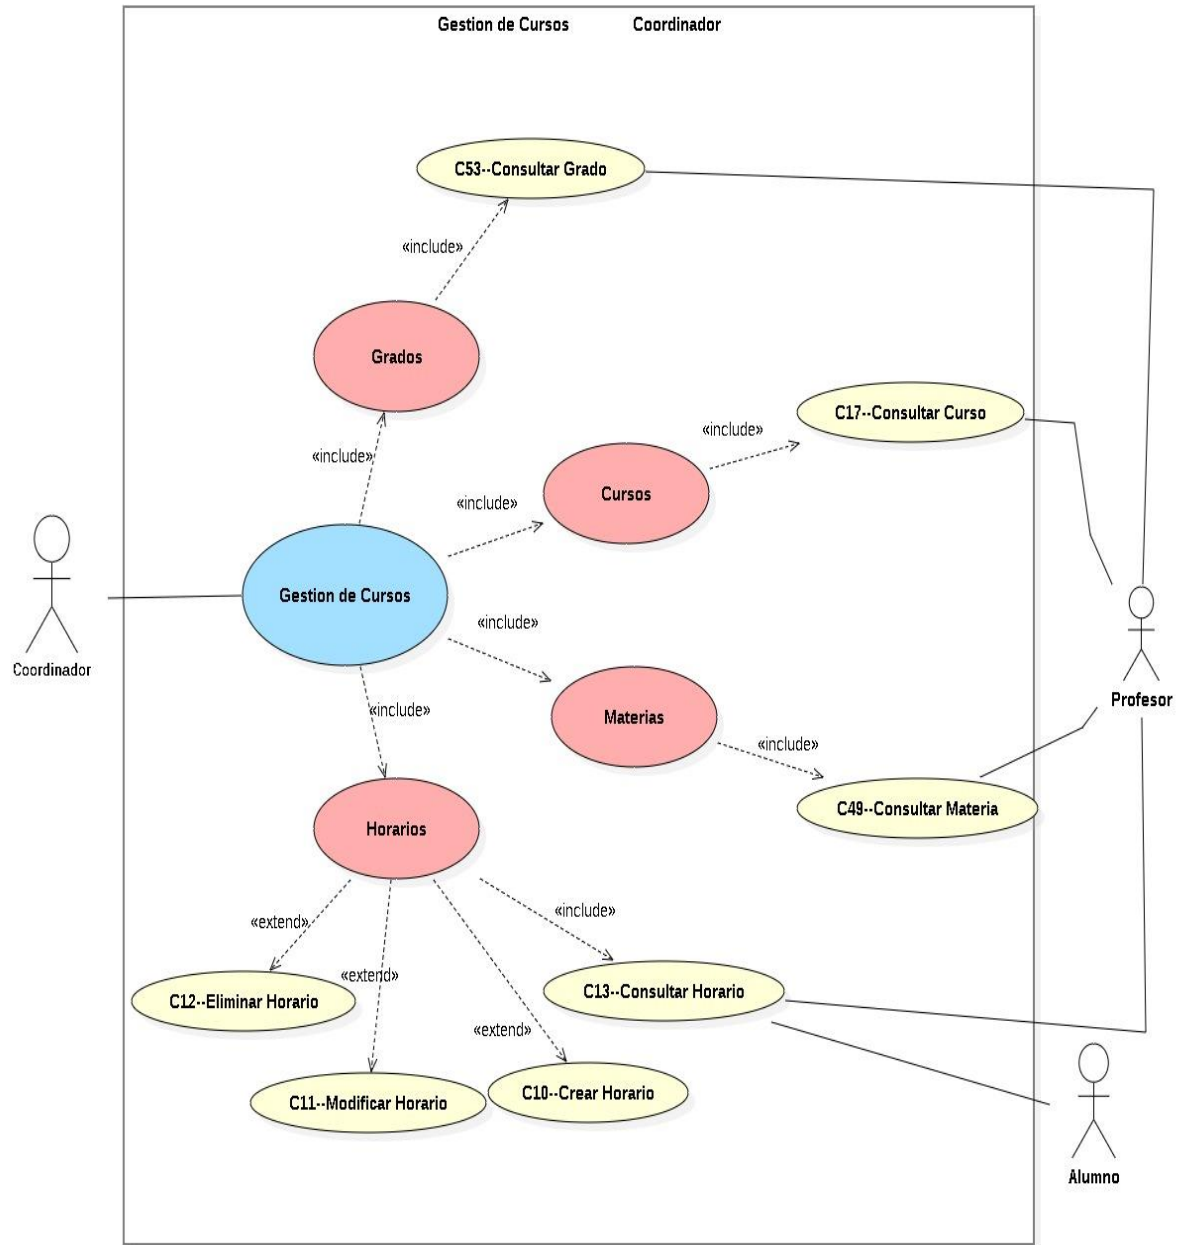 Gestion de Cursos Coordinador
C53--Consultar Grado
«include»
Grados
C17--Consultar Curso
«include»
«include»
Cursos
«include»
Gestion de Cursos
«include»
Coordinador
Profesor
«include»
Materias
«include»
C49--Consultar Materia
Horarios
«include»
«extend»
«extend»
C13--Consultar Horario
C12--Eliminar Horario
«extend»
C10--Crear Horario
C11--Modificar Horario
Alumno